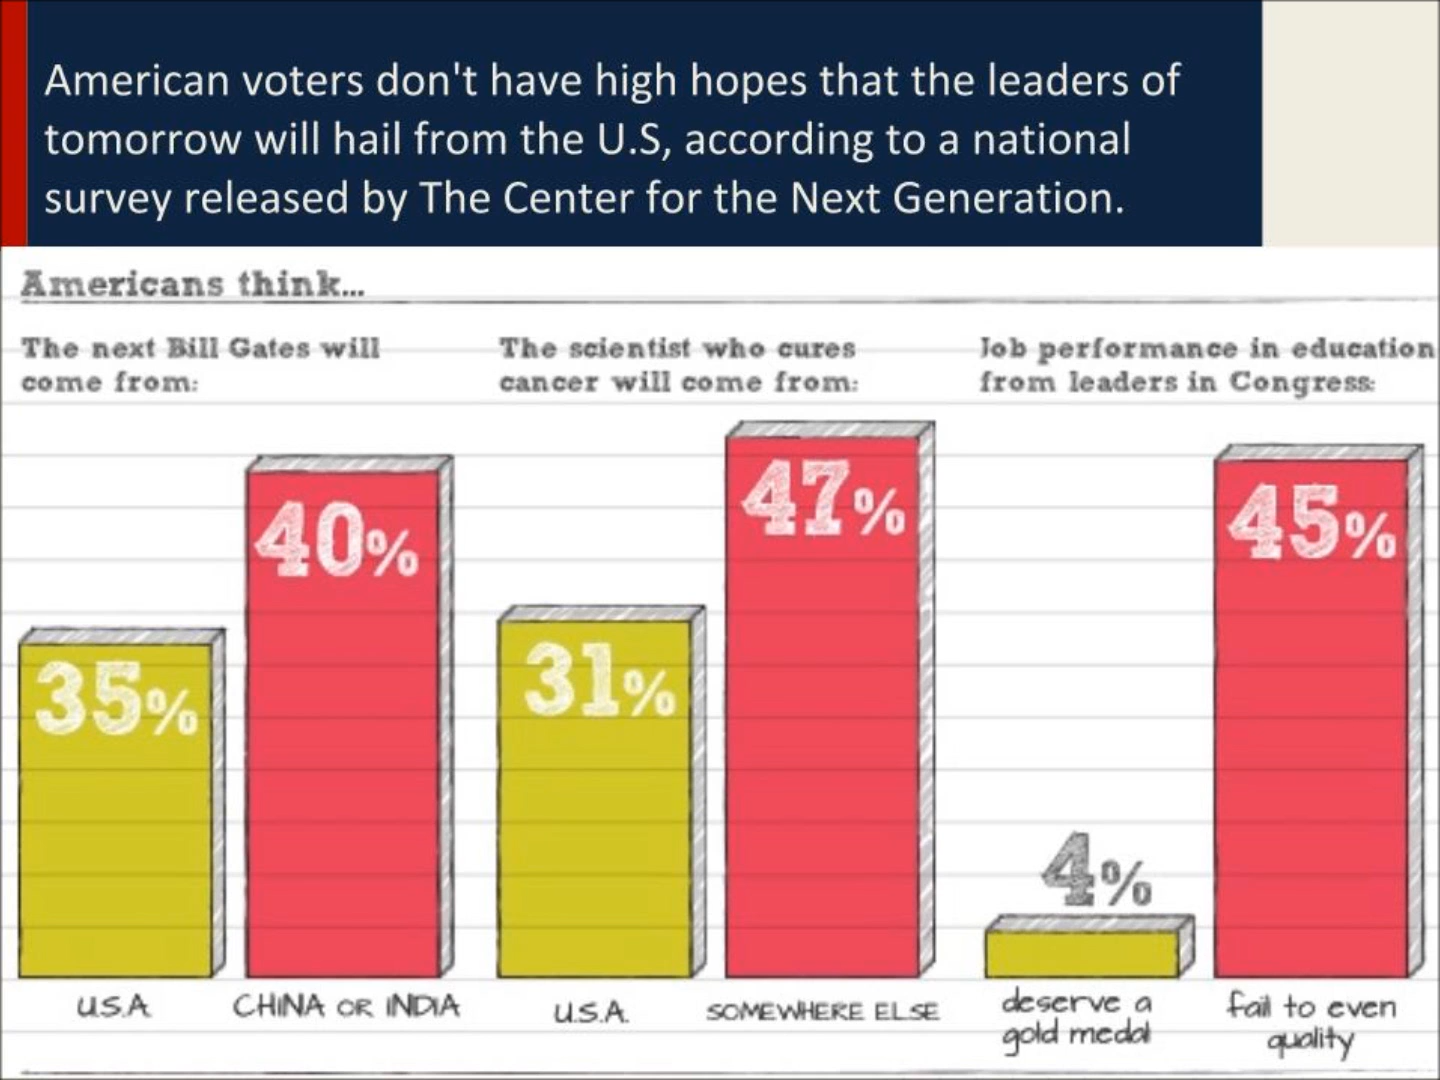 American voters don't have high hopes that the leaders of
tomorrow will hail from the U.S, according to a national
survey released by The Center for the Next Generation.
Americans think...
The next Bill Gates will
come from:
35%
40%
U.S.A.
CHINA OR INDIA
The scientist who cures
cancer will come from:
31%
47%
U.S.A.
SOMEWHERE ELSE
Job performance in education
from leaders in Congress:
4%
45%
deserve a
gold medal
fail to even
quality